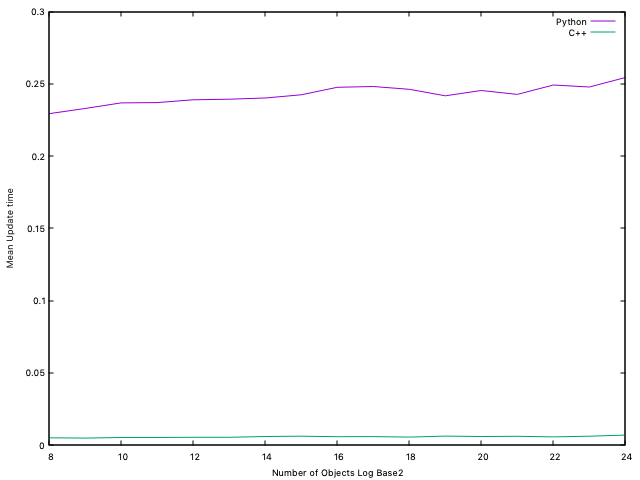 0.3
0.25
0.2
0.15
0.1
0.05
0
Mean Update time
Python
C++
8 10 12 14 16 18 20 22 24
Number of Objects Log Base2